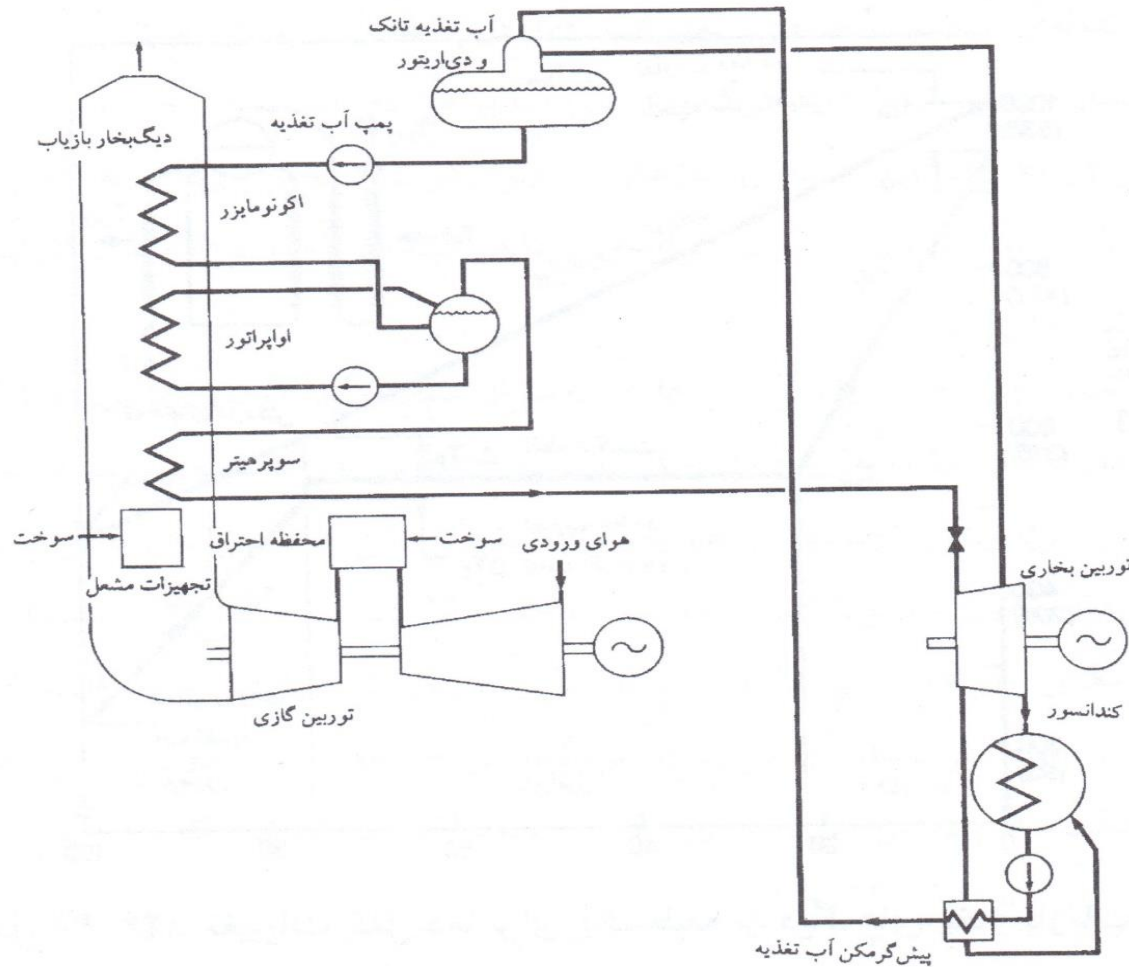 آب تغذیه تانک
و دی‌اریتور
پمپ آب تغذیه
دیگ‌بخار بازیاب
اکونومایزر
اواپراتور
سوپرهیتر
سوخت
تجهیزات مشعل
محفظه احتراق
سوخت
هوای ورودی
توربین گازی
توربین بخاری
کندانسور
پیش‌گرمکن آب تغذیه